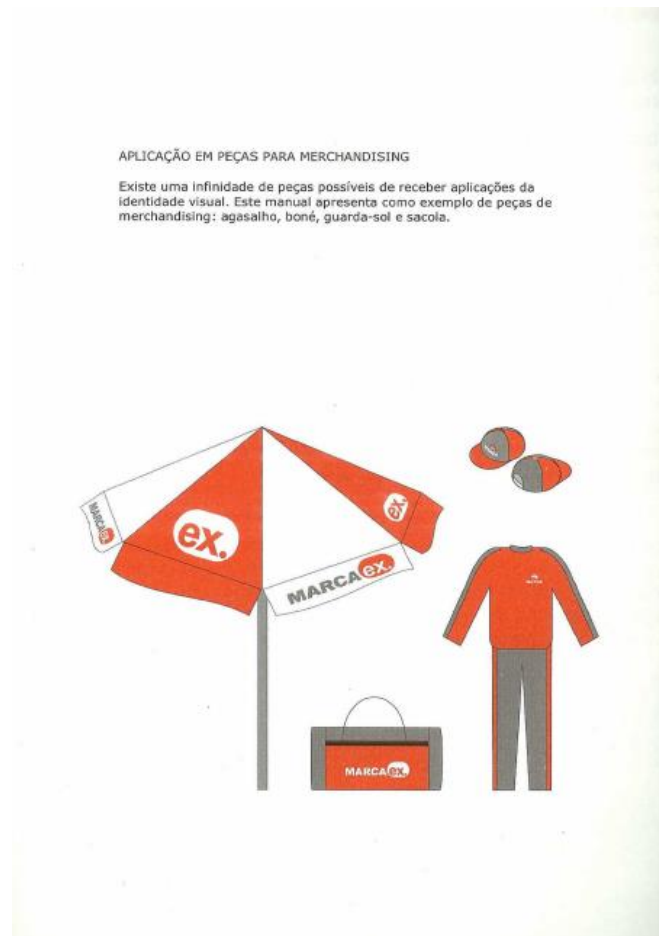 APLICAÇÃO EM PEÇAS PARA MERCHANDISING
Existe uma infinidade de peças possíveis de receber aplicações da
identidade visual. Este manual apresenta como exemplo de peças de
merchandising: agasalho, boné, guarda-sol e sacola.
MARCA ex.
ex.
ex.
MARCA ex.
MARCA ex.